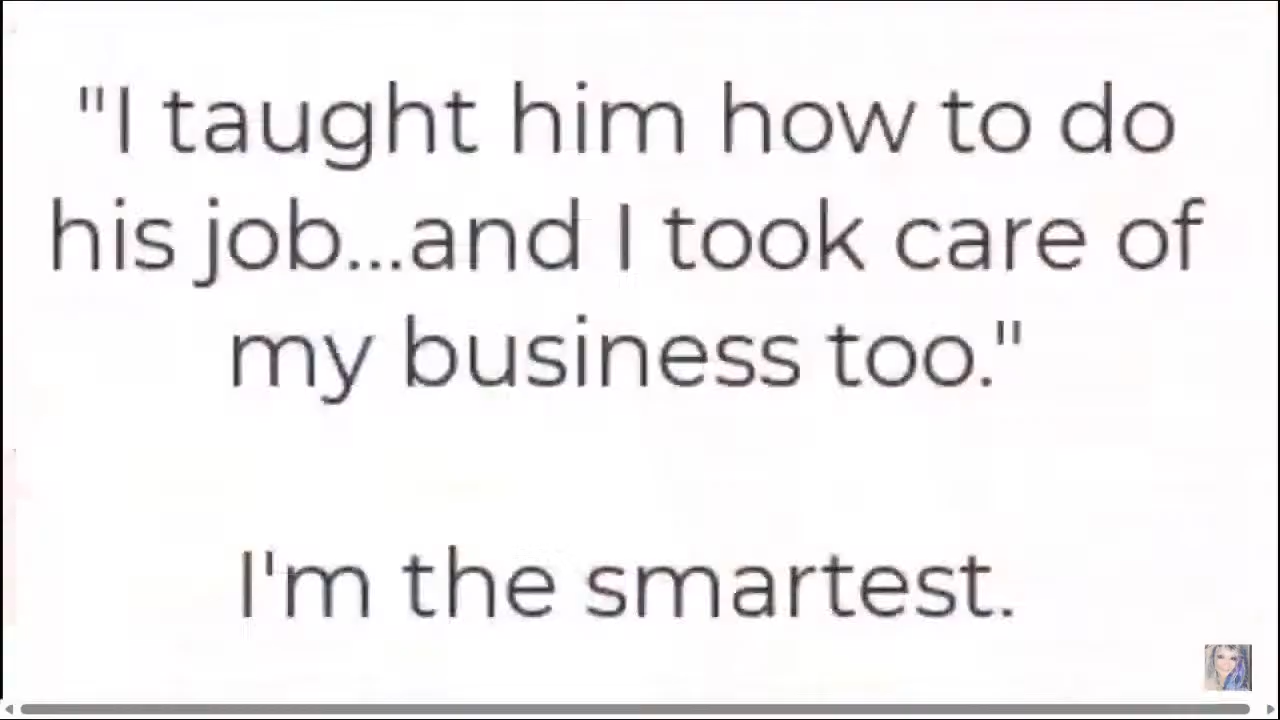 "I taught him how to do
his job...and I took care of
my business too."
I'm the smartest.